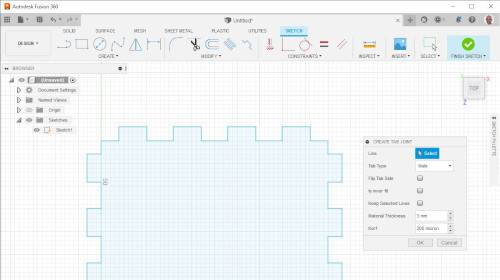 Autodesk Fusion 360
Untitled*
SOLID SURFACE MESH SHEET METAL PLASTIC UTILITIES SKETCH
DESIGN
CREATE MODIFY CONSTRAINTS INSPECT INSERT SELECT FINISH SKETCH
BROWSER
(Unsaved)
Document Settings
Named Views
Origin
Sketches
Sketch1
TOP
X
Z
CREATE TAB JOINT
Line Select
Tab Type Male
Flip Tab Side
Is inner fit
Keep Selected Lines
Material Thickness 3 mm
Kerf 200 micron
OK Cancel
SKETCH PALETTE